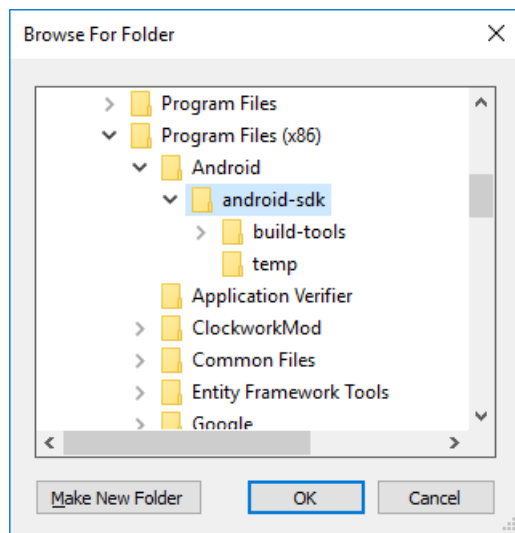 Browse For Folder
Program Files
Program Files (x86)
Android
android-sdk
build-tools
temp
Application Verifier
ClockworkMod
Common Files
Entity Framework Tools
Google
Make New Folder
OK
Cancel